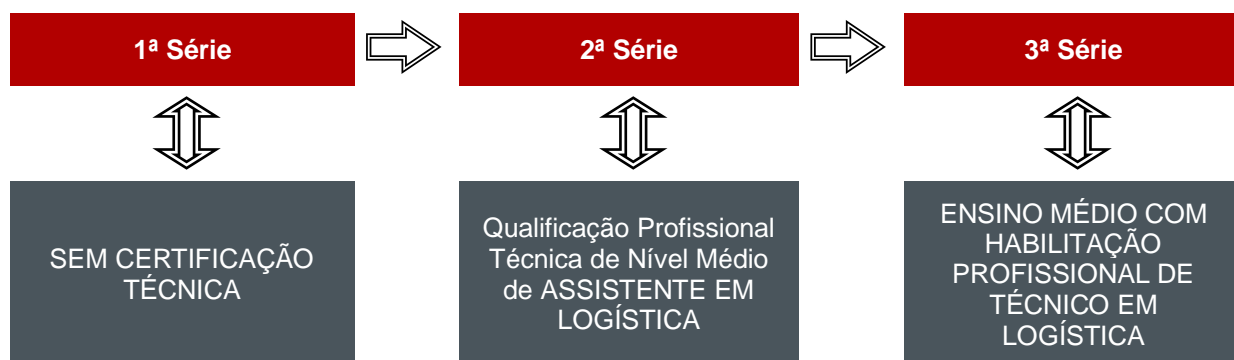 1ª Série
2ª Série
3ª Série
SEM CERTIFICAÇÃO
TÉCNICA
Qualificação Profissional
Técnica de Nível Médio
de ASSISTENTE EM
LOGÍSTICA
ENSINO MÉDIO COM
HABILITAÇÃO
PROFISSIONAL DE
TÉCNICO EM
LOGÍSTICA